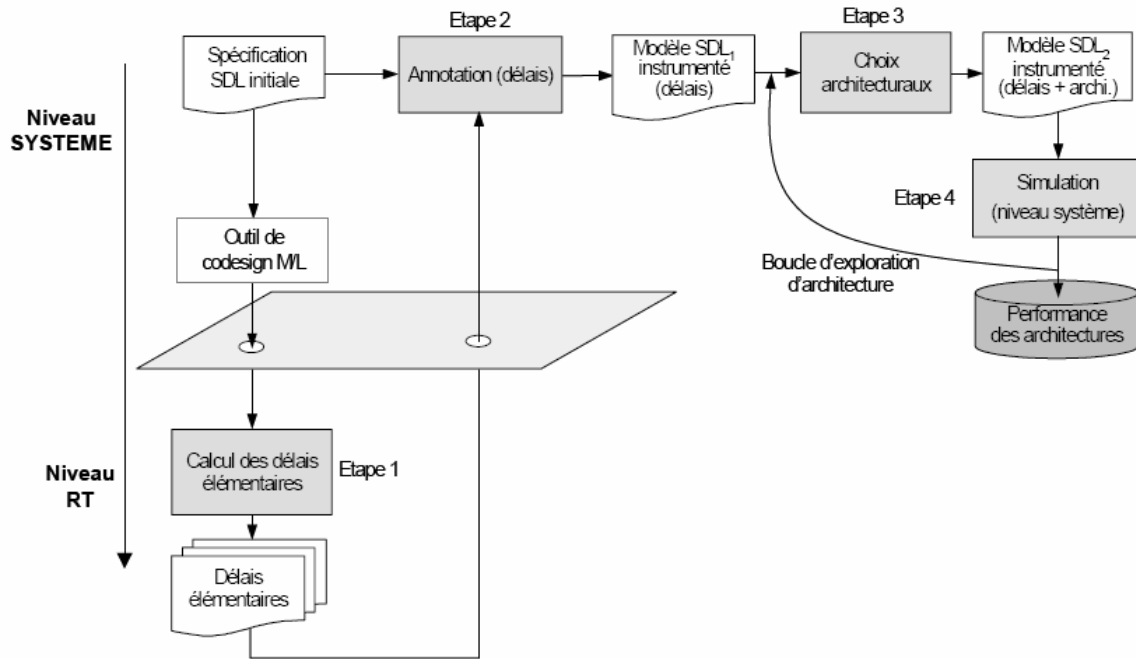 Etape 2
Etape 3
Spécification
SDL initiale
Annotation (délais)
Modèle SDL1
instrumenté
(délais)
Choix
architecturaux
Modèle SDL2
instrumenté
(délais + archi.)
Niveau
SYSTEME
Etape 4
Simulation
(niveau système)
Outil de
codesign M/L
Boucle d'exploration
d'architecture
Performance
des architectures
Niveau
RT
Calcul des délais
élémentaires
Etape 1
Délais
élémentaires